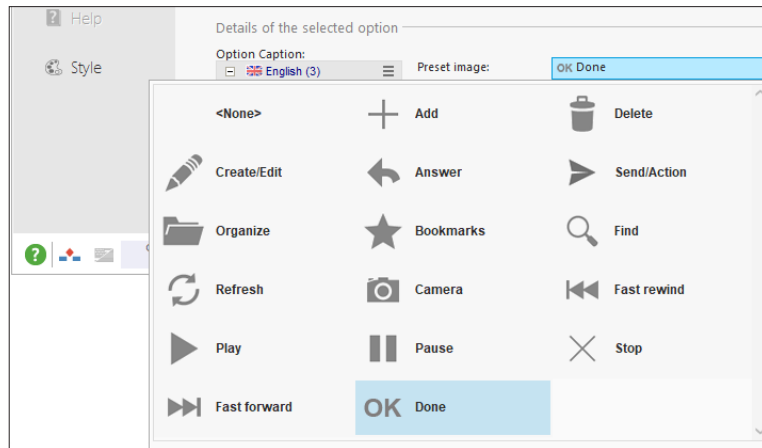 Help
Details of the selected option
Option Caption:
Style
English (3)
Preset image:
OK Done
<None>
Add
Delete
Create/Edit
Answer
Send/Action
Organize
Bookmarks
Find
?
Refresh
Camera
Fast rewind
Play
Pause
Stop
Fast forward
OK Done